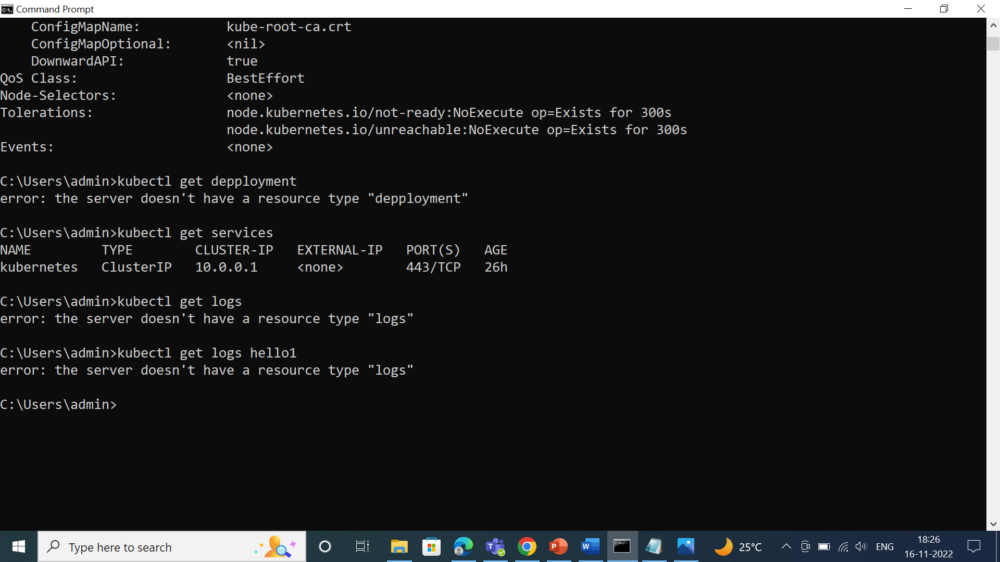 Command Prompt
ConfigMapName: kube-root-ca.crt
ConfigMapOptional: <nil>
DownwardAPI: true
QoS Class: BestEffort
Node-Selectors: <none>
Tolerations: node.kubernetes.io/not-ready:NoExecute op=Exists for 300s
node.kubernetes.io/unreachable:NoExecute op=Exists for 300s
Events: <none>
C:\Users\admin>kubectl get depployment
error: the server doesn't have a resource type "depployment"
C:\Users\admin>kubectl get services
NAME TYPE CLUSTER-IP EXTERNAL-IP PORT(S) AGE
kubernetes ClusterIP 10.0.0.1 <none> 443/TCP 26h
C:\Users\admin>kubectl get logs
error: the server doesn't have a resource type "logs"
C:\Users\admin>kubectl get logs hello1
error: the server doesn't have a resource type "logs"
C:\Users\admin>
Type here to search
25°C
ENG
18:26
16-11-2022